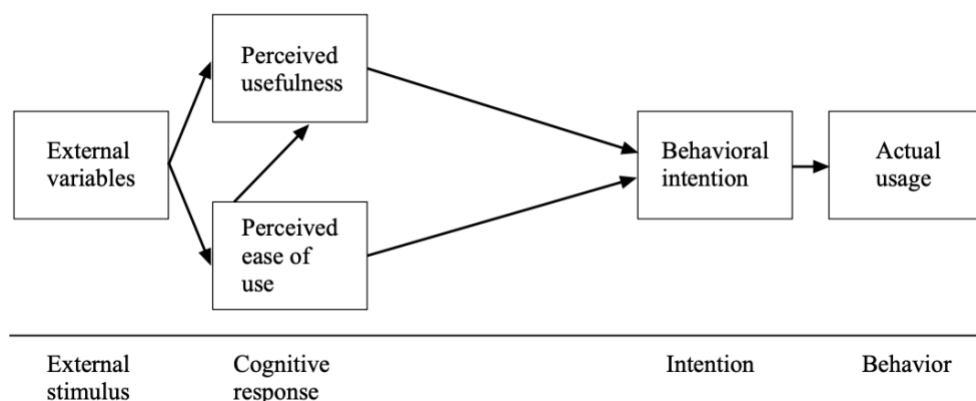 Perceived
usefulness
External
variables
Behavioral
intention
Actual
usage
Perceived
ease of
use
External
stimulus
Cognitive
response
Intention
Behavior